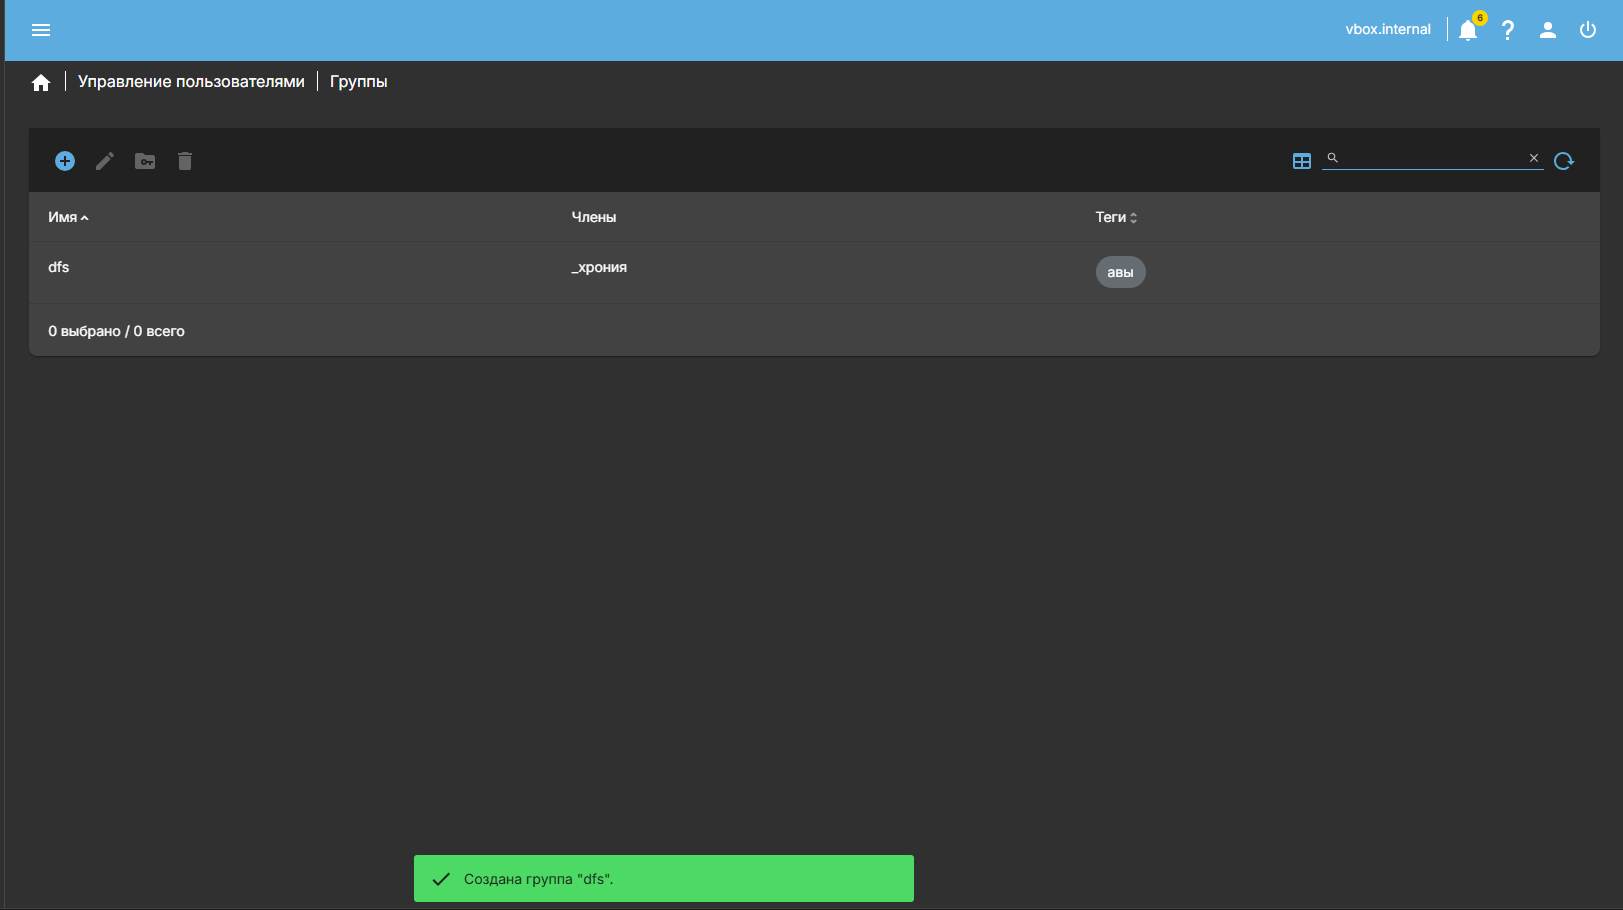 vbox.internal
6
Управление пользователями
Группы
Имя
Члены
Теги
dfs
_хрония
авы
0 выбрано / 0 всего
Создана группа "dfs".